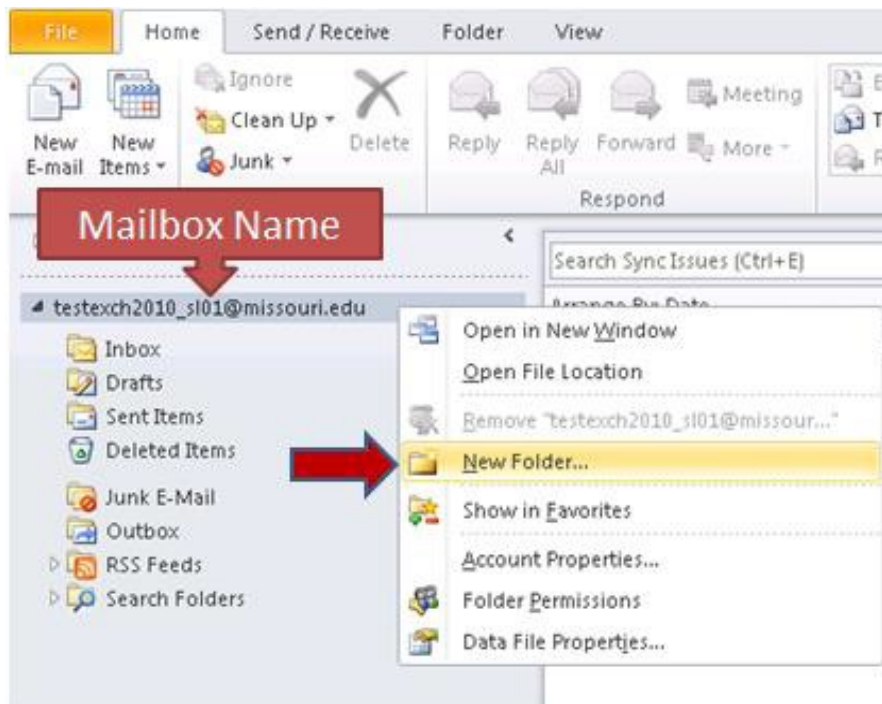 File Home Send / Receive Folder View
Ignore
Clean Up
Junk
New E-mail
New Items
Delete
Reply
Reply All
Forward
Meeting
More
Respond
Mailbox Name
Search Sync Issues (Ctrl+E)
Arrange By: Date
testexch2010_sl01@missouri.edu
Inbox
Drafts
Sent Items
Deleted Items
Junk E-Mail
Outbox
RSS Feeds
Search Folders
Open in New Window
Open File Location
Remove "testexch2010_sl01@missour..."
New Folder...
Show in Favorites
Account Properties...
Folder Permissions
Data File Properties...